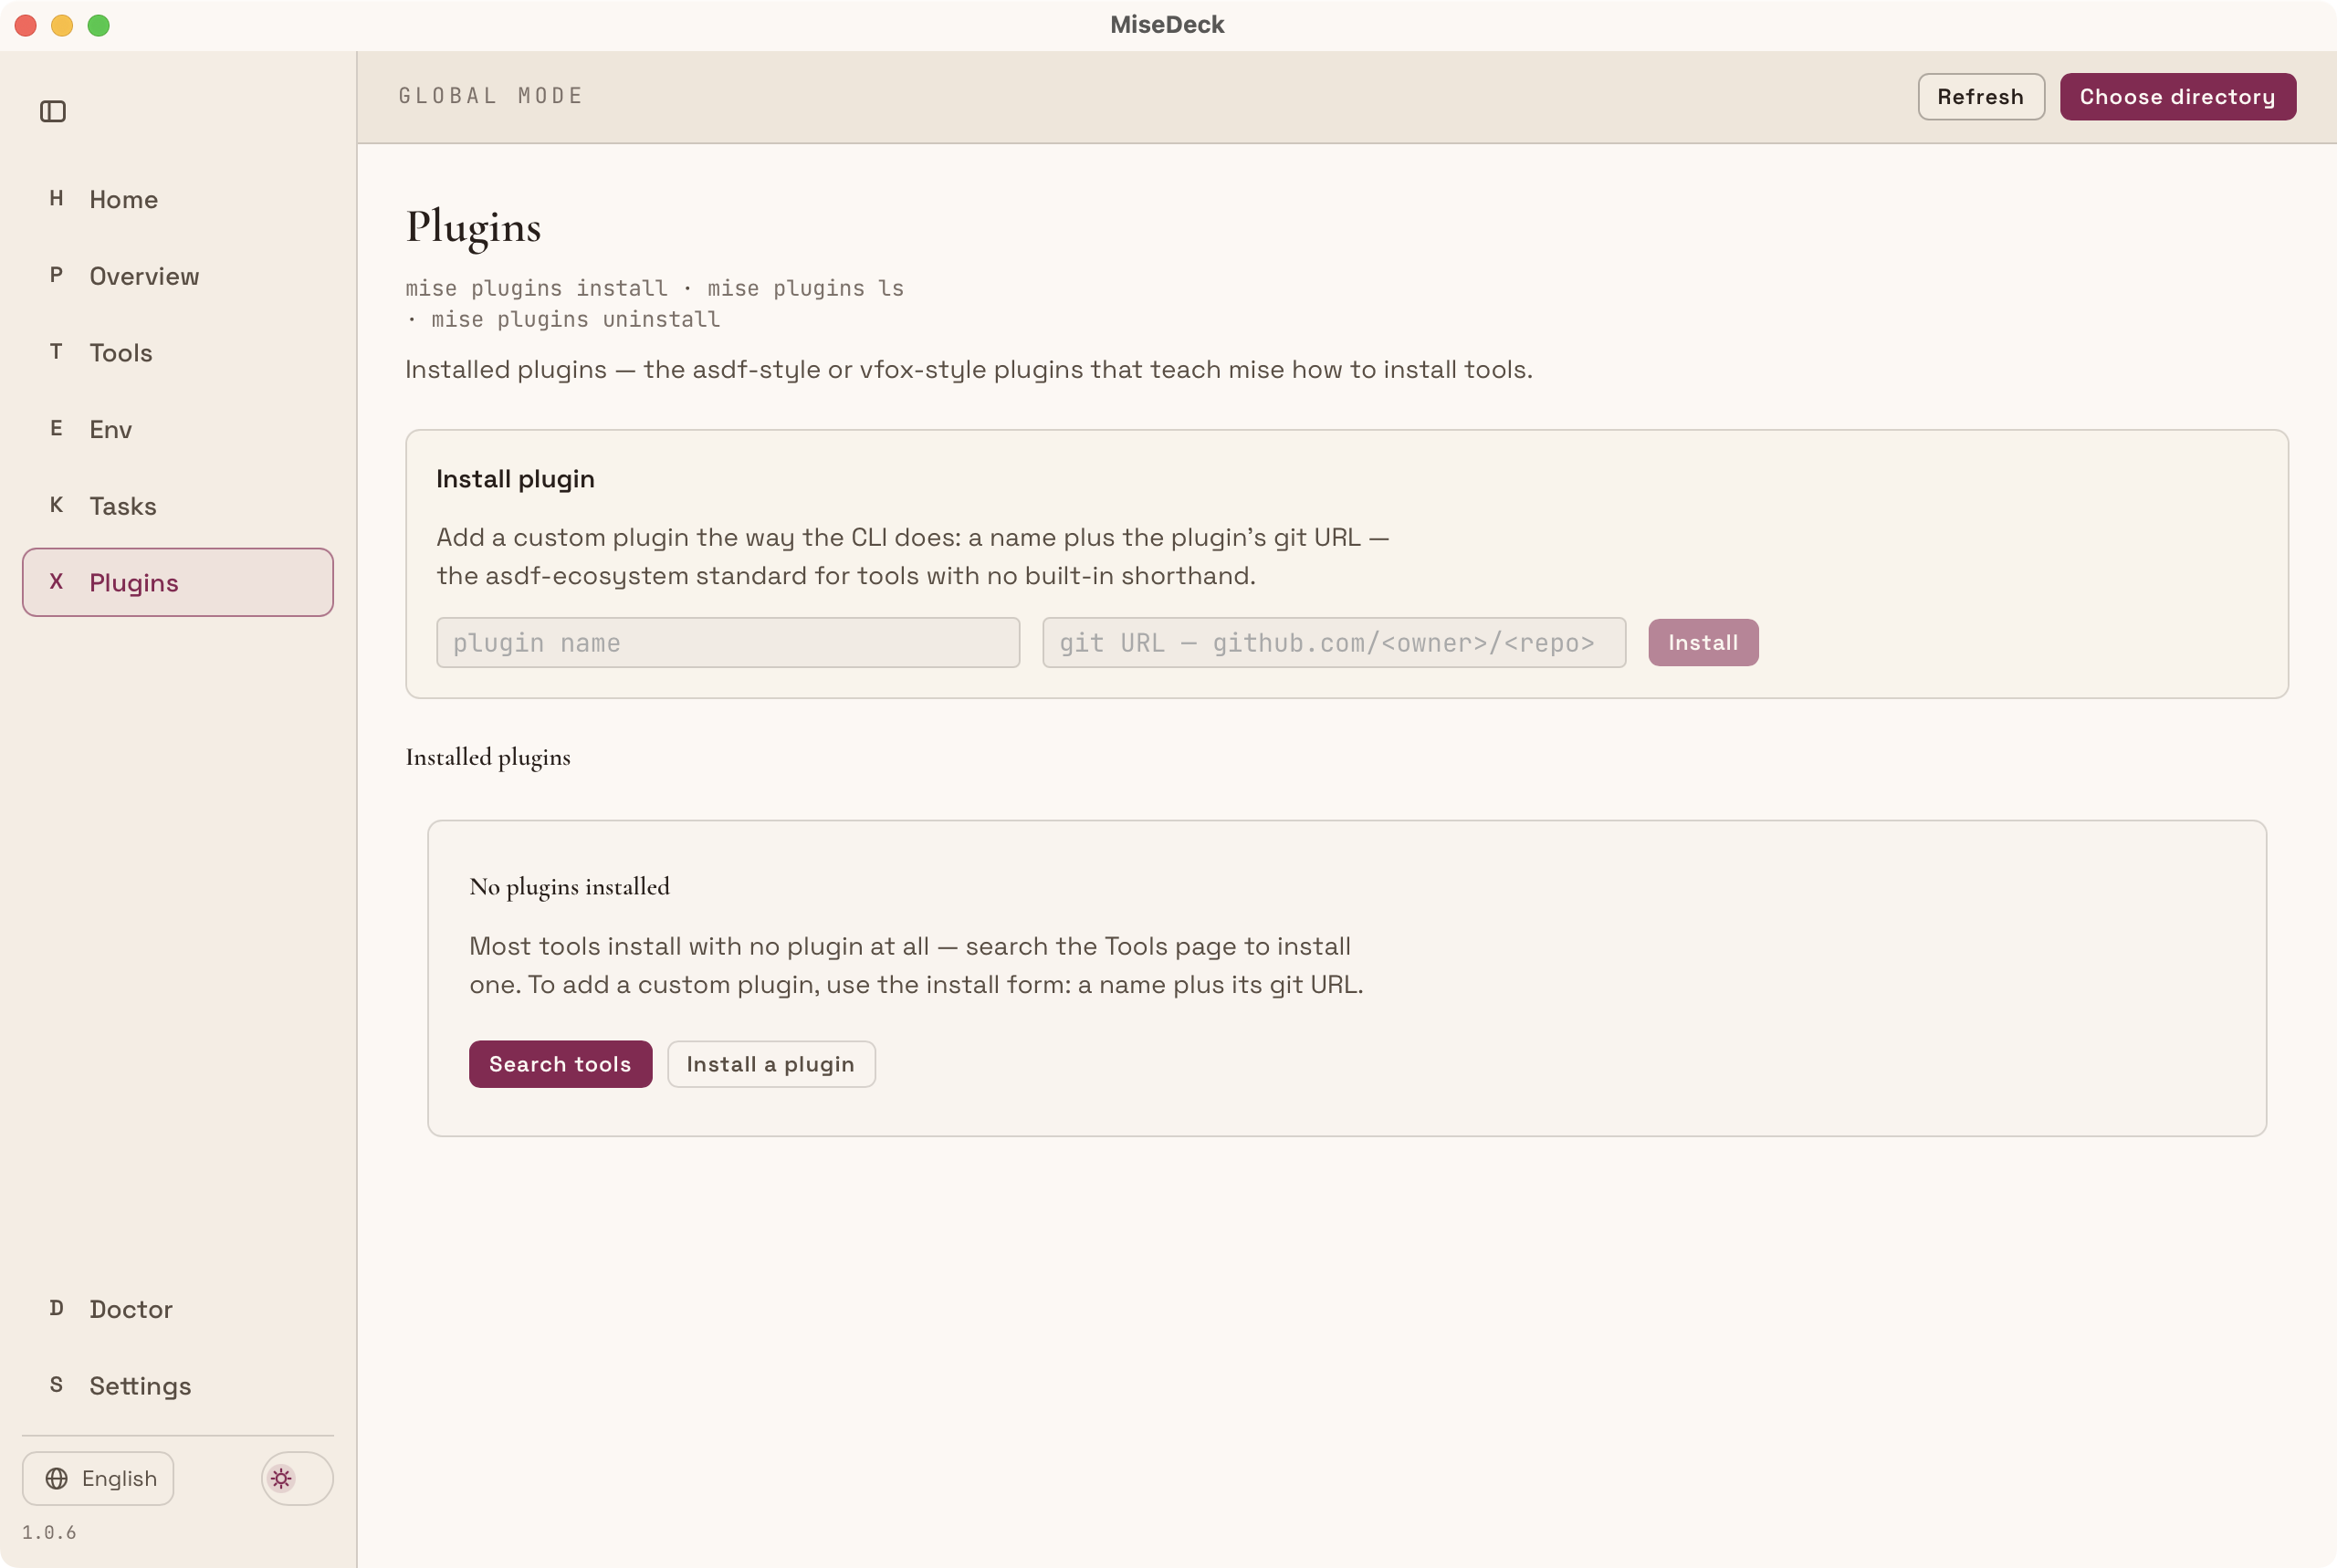 MiseDeck
GLOBAL MODE
Refresh
Choose directory
H Home
P Overview
T Tools
E Env
K Tasks
X Plugins
D Doctor
S Settings
English
1.0.6
Plugins
mise plugins install · mise plugins ls
· mise plugins uninstall
Installed plugins — the asdf-style or vfox-style plugins that teach mise how to install tools.
Install plugin
Add a custom plugin the way the CLI does: a name plus the plugin’s git URL —
the asdf-ecosystem standard for tools with no built-in shorthand.
plugin name
git URL — github.com/<owner>/<repo>
Install
Installed plugins
No plugins installed
Most tools install with no plugin at all — search the Tools page to install
one. To add a custom plugin, use the install form: a name plus its git URL.
Search tools
Install a plugin